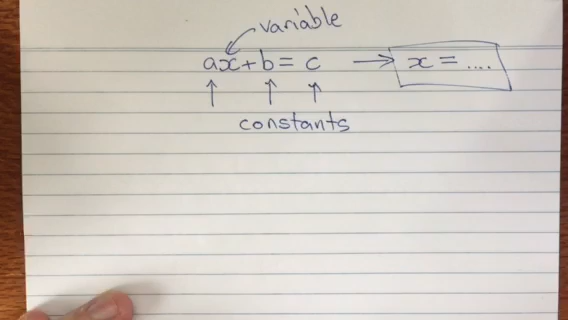 variable
ax+b= c → x = ....
constants